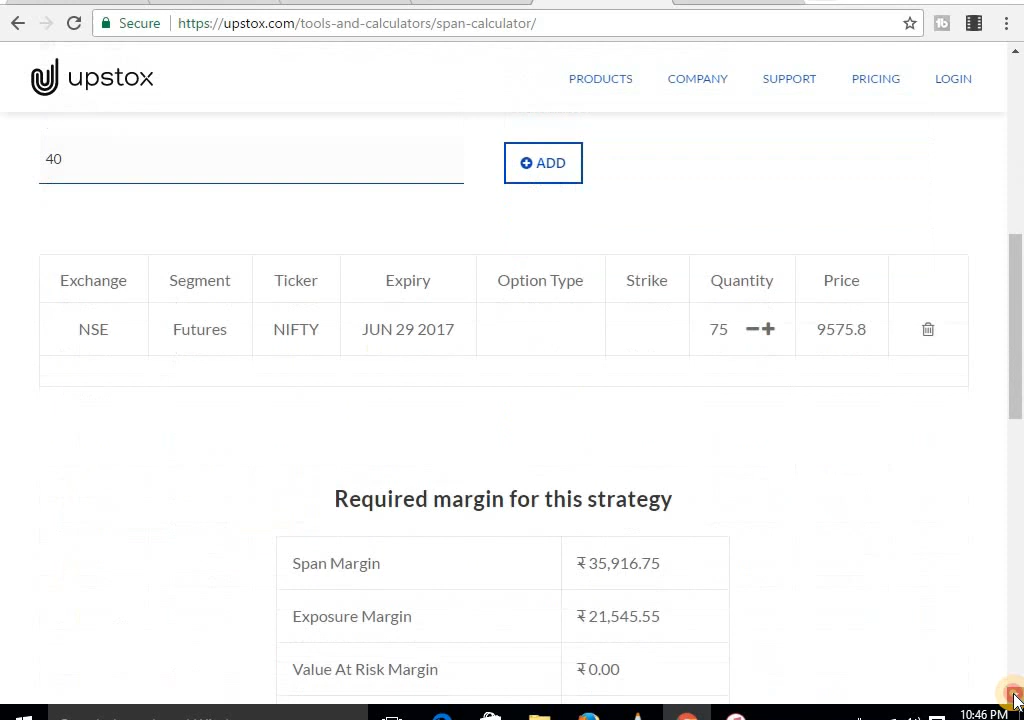 Secure https://upstox.com/tools-and-calculators/span-calculator/
upstox PRODUCTS COMPANY SUPPORT PRICING LOGIN
40 ADD
Exchange Segment Ticker Expiry Option Type Strike Quantity Price
NSE Futures NIFTY JUN 29 2017 75 9575.8
Required margin for this strategy
Span Margin ₹ 35,916.75
Exposure Margin ₹ 21,545.55
Value At Risk Margin ₹ 0.00
10:46 PM